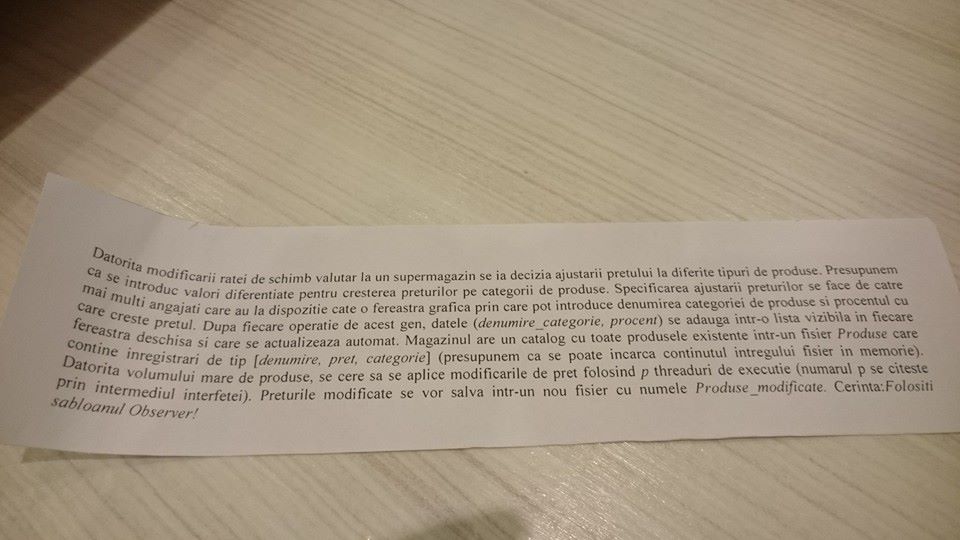 Datorita modificarii ratei de schimb valutar la un supermagazin se ia decizia ajustarii pretului la diferite tipuri de produse. Presupunem
ca se introduc valori diferentiate pentru cresterea preturilor pe categorii de produse. Specificarea ajustarii preturilor se face de catre
mai multi angajati care au la dispozitie cate o fereastra grafica prin care pot introduce denumirea categoriei de produse si procentul cu
care creste pretul. Dupa fiecare operatie de acest gen, datele (denumire_categorie, procent) se adauga intr-o lista vizibila in fiecare
fereastra deschisa si care se actualizeaza automat. Magazinul are un catalog cu toate produsele existente intr-un fisier Produse care
contine inregistrari de tip [denumire, pret, categorie] (presupunem ca se poate incarca continutul intregului fisier in memorie).
Datorita volumului mare de produse, se cere sa se aplice modificarile de pret folosind p threaduri de executie (numarul p se citeste
prin intermediul interfetei). Preturile modificate se vor salva intr-un nou fisier cu numele Produse_modificate. Cerinta:Folositi
sabloanul Observer!